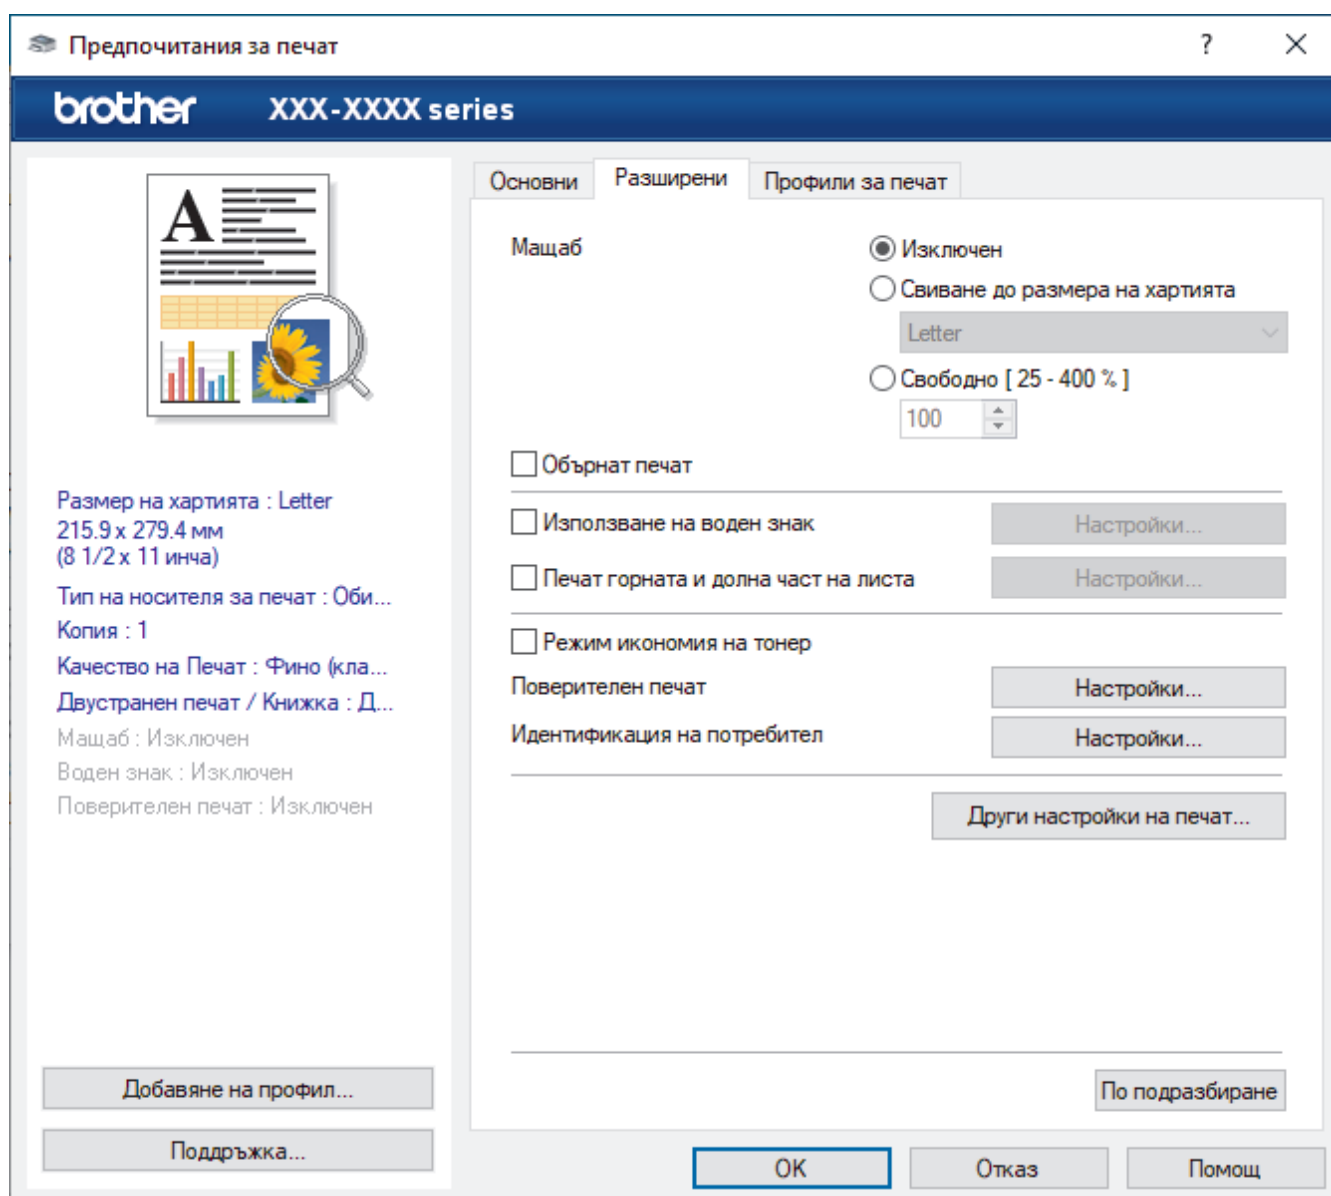 Предпочитания за печат
brother XXX-XXXX series
A
Размер на хартията : Letter
215.9 x 279.4 мм
(8 1/2 x 11 инча)
Тип на носителя за печат : Оби...
Копия : 1
Качество на Печат : Фино (кла...
Двустранен печат / Книжка : Д...
Мащаб : Изключен
Воден знак : Изключен
Поверителен печат : Изключен
Добавяне на профил...
Поддръжка...
Основни Разширени Профили за печат
Мащаб
Изключен
Свиване до размера на хартията
Letter
Свободно [ 25 - 400 % ]
100
Обърнат печат
Използване на воден знак Настройки...
Печат горната и долна част на листа Настройки...
Режим икономия на тонер
Поверителен печат Настройки...
Идентификация на потребител Настройки...
Други настройки на печат...
По подразбиране
OK Отказ Помощ